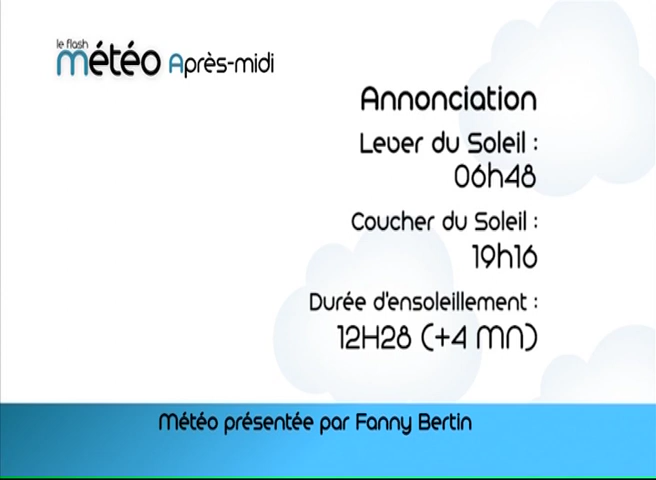 le flash
météo Après-midi
Annonciation
Lever du Soleil :
06h48
Coucher du Soleil :
19h16
Durée d'ensoleillement :
12H28 (+4 MN)
Météo présentée par Fanny Bertin